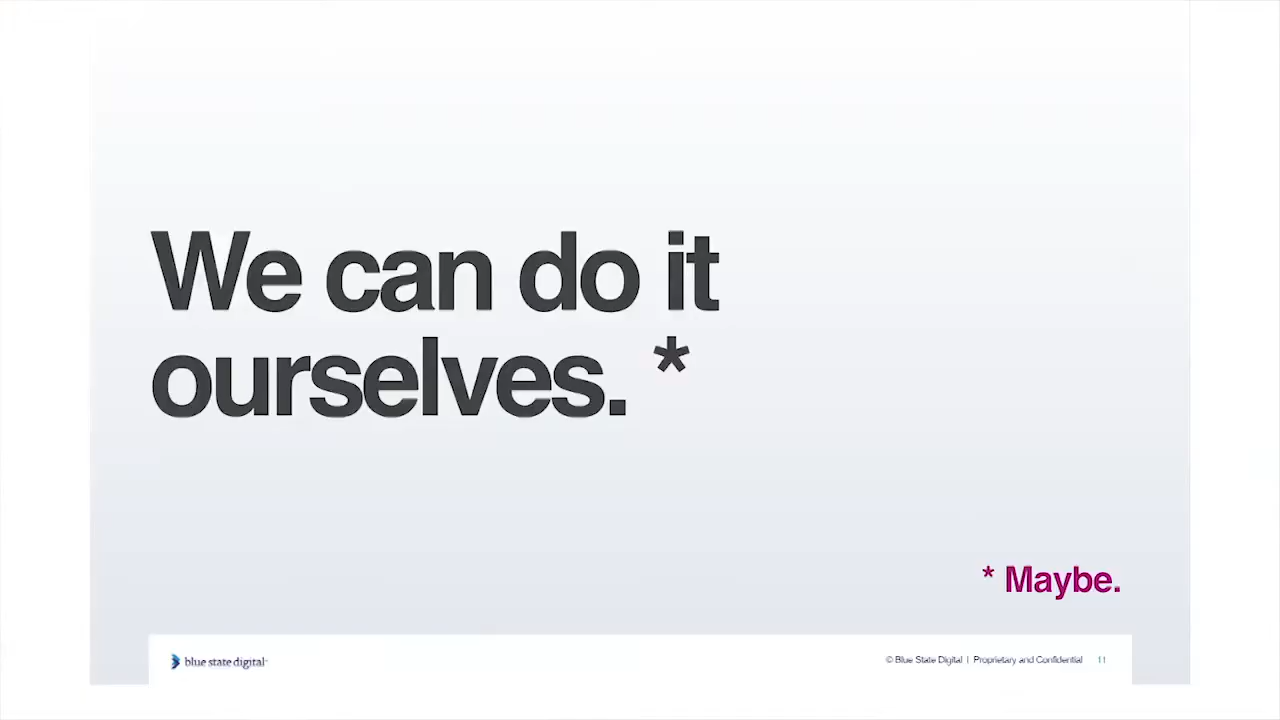 We can do it
ourselves. *
* Maybe.
blue state digital
© Blue State Digital | Proprietary and Confidential 11